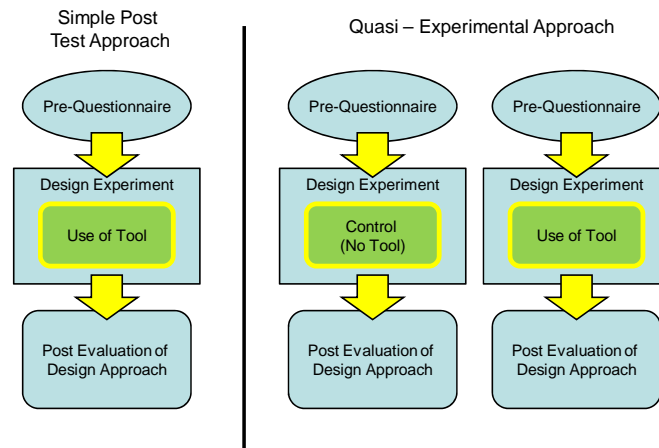 Simple Post
Test Approach
Pre-Questionnaire
Design Experiment
Use of Tool
Post Evaluation of
Design Approach
Quasi – Experimental Approach
Pre-Questionnaire
Design Experiment
Control
(No Tool)
Post Evaluation of
Design Approach
Pre-Questionnaire
Design Experiment
Use of Tool
Post Evaluation of
Design Approach